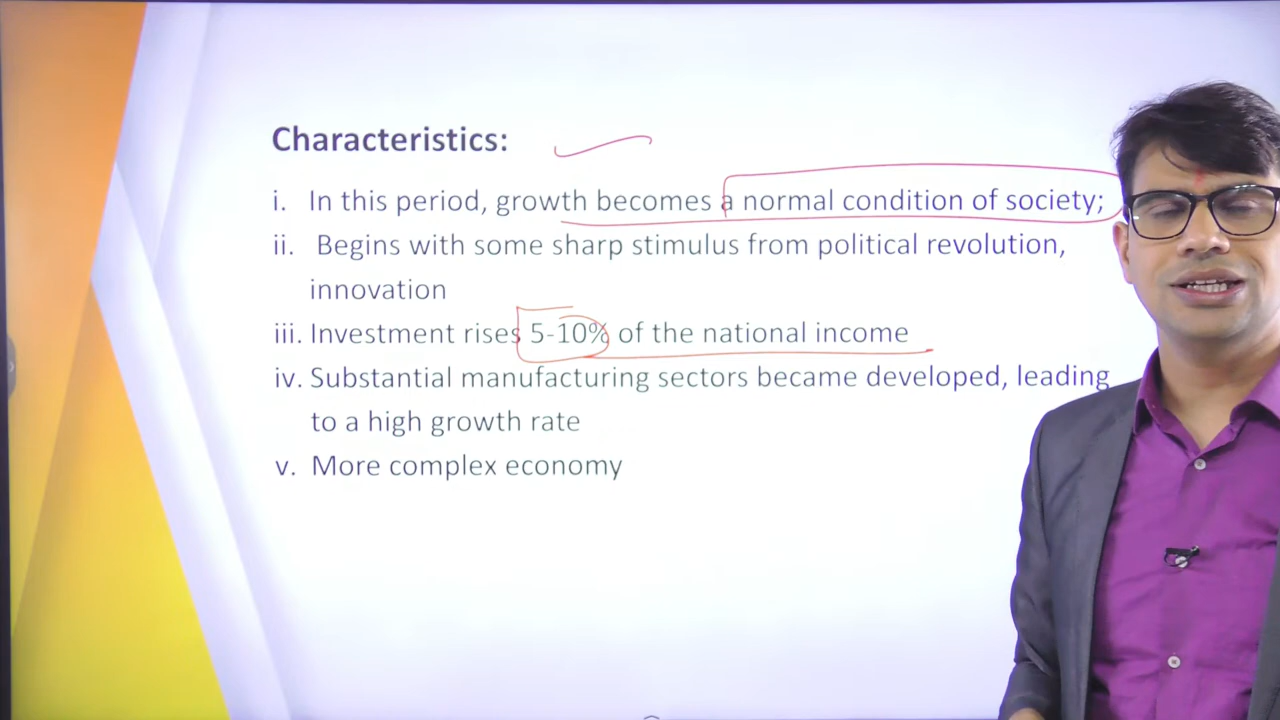 Characteristics:
i. In this period, growth becomes a normal condition of society;
ii. Begins with some sharp stimulus from political revolution,
innovation
iii. Investment rises 5-10% of the national income
iv. Substantial manufacturing sectors became developed, leading
to a high growth rate
v. More complex economy